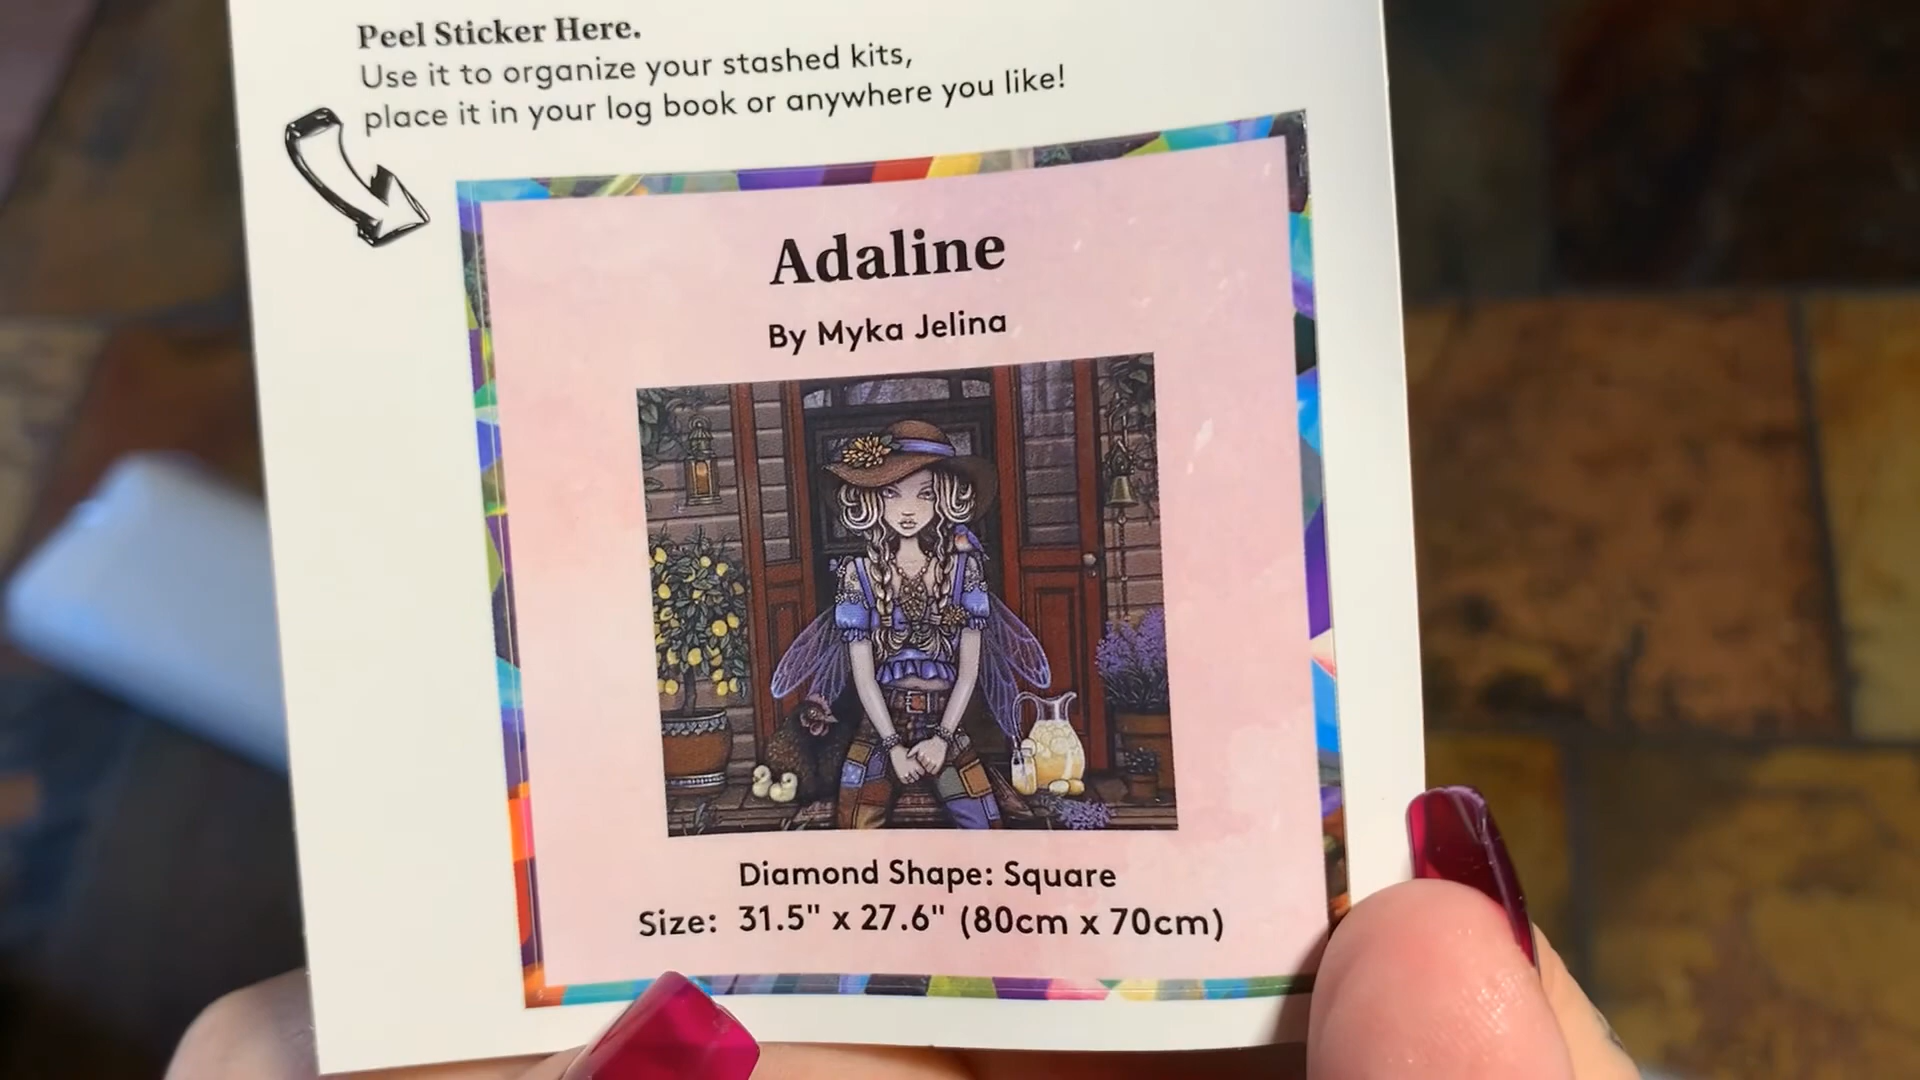 Peel Sticker Here.
Use it to organize your stashed kits,
place it in your log book or anywhere you like!
Adaline
By Myka Jelina
Diamond Shape: Square
Size: 31.5" x 27.6" (80cm x 70cm)